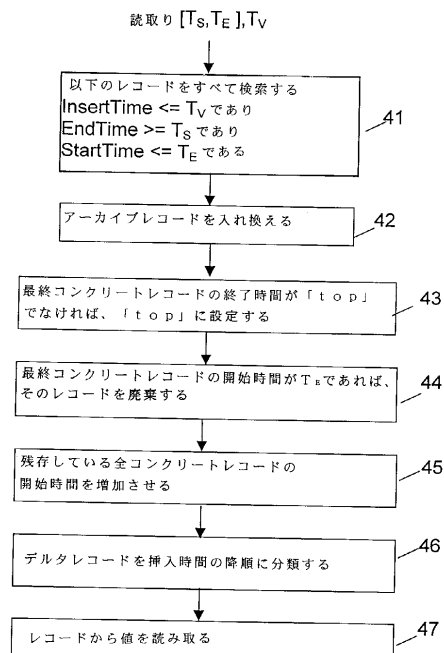 読取り [TS,TE],TV
以下のレコードをすべて検索する
InsertTime <= TV であり
EndTime >= TS であり
StartTime <= TE である
41
アーカイブレコードを入れ換える
42
最終コンクリートレコードの終了時間が「top」
でなければ、「top」に設定する
43
最終コンクリートレコードの開始時間がTEであれば、
そのレコードを廃棄する
44
残存している全コンクリートレコードの
開始時間を増加させる
45
デルタレコードを挿入時間の降順に分類する
46
レコードから値を読み取る
47